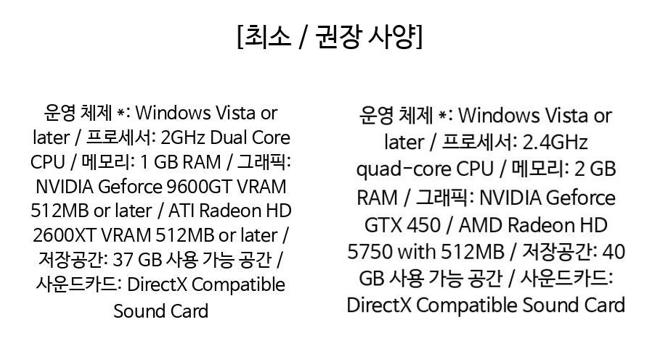 [최소 / 권장 사양]
운영 체제 *: Windows Vista or
later / 프로세서: 2GHz Dual Core
CPU / 메모리: 1 GB RAM / 그래픽:
NVIDIA Geforce 9600GT VRAM
512MB or later / ATI Radeon HD
2600XT VRAM 512MB or later /
저장공간: 37 GB 사용 가능 공간 /
사운드카드: DirectX Compatible
Sound Card
운영 체제 *: Windows Vista or
later / 프로세서: 2.4GHz
quad-core CPU / 메모리: 2 GB
RAM / 그래픽: NVIDIA Geforce
GTX 450 / AMD Radeon HD
5750 with 512MB / 저장공간: 40
GB 사용 가능 공간 / 사운드카드:
DirectX Compatible Sound Card